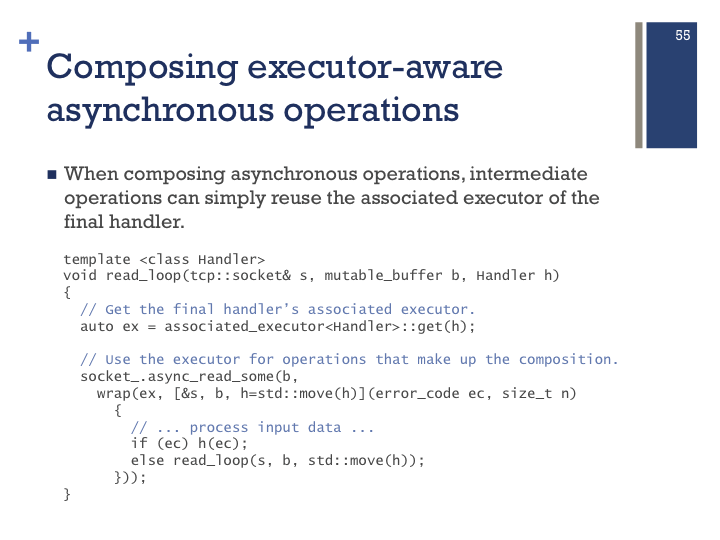 55
+
Composing executor-aware
asynchronous operations
■ When composing asynchronous operations, intermediate
operations can simply reuse the associated executor of the
final handler.
template <class Handler>
void read_loop(tcp::socket& s, mutable_buffer b, Handler h)
{
  // Get the final handler’s associated executor.
  auto ex = associated_executor<Handler>::get(h);

  // Use the executor for operations that make up the composition.
  socket_.async_read_some(b,
    wrap(ex, [&s, b, h=std::move(h)](error_code ec, size_t n)
      {
        // ... process input data ...
        if (ec) h(ec);
        else read_loop(s, b, std::move(h));
      }));
}